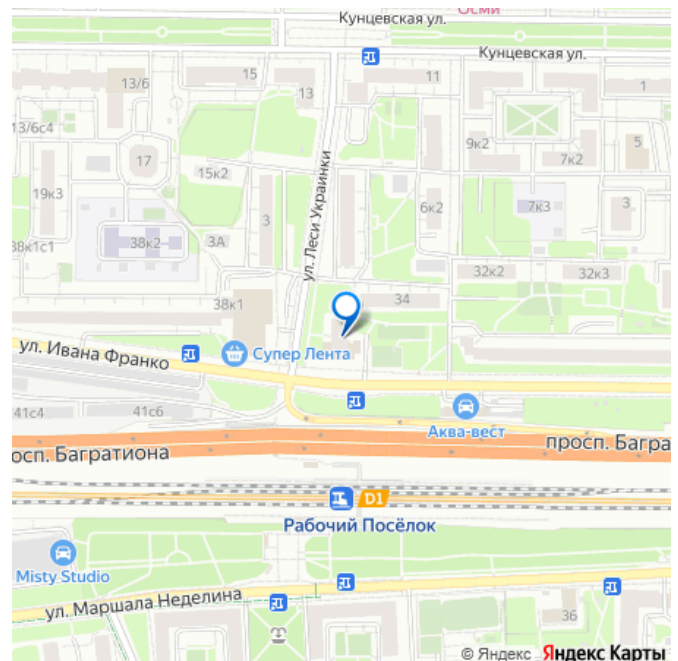 Осми
Кунцевская ул.
Кунцевская ул.
13/6
15
13
11
1
13/6с4
17
15к2
9к2
7к2
5
19к3
ул. Леси Украинки
3
6к2
7к3
3
38к1с1
38к2
3А
32к2
32к3
38к1
34
ул. Ивана Франко
Супер Лента
41с4
41с6
Аква-вест
осп. Багратиона
просп. Багра
D1
Рабочий Посёлок
Misty Studio
ул. Маршала Неделина
36
© Яндекс Яндекс Карты